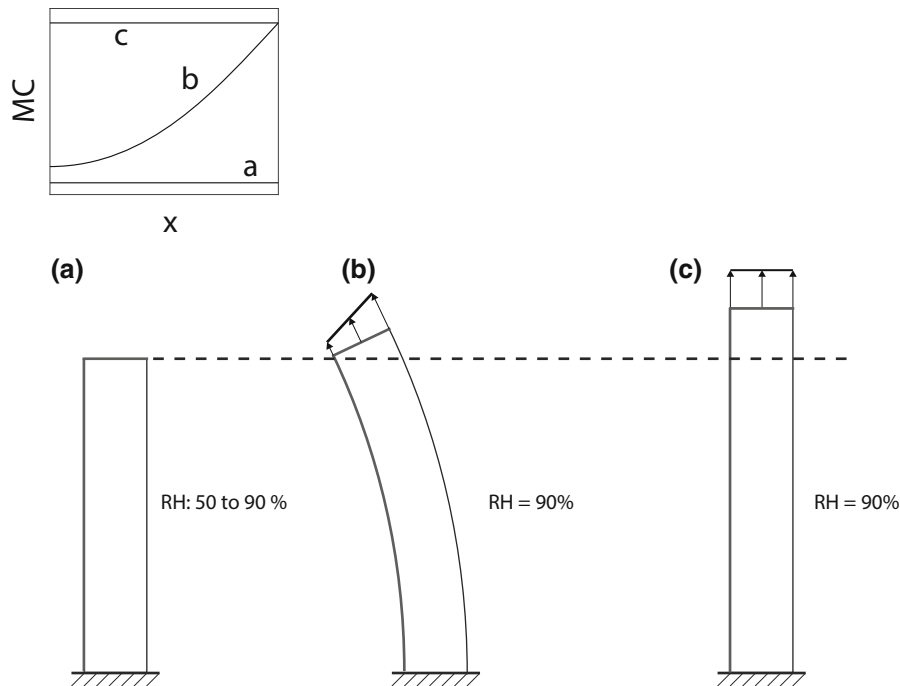 c
b
MC
a
x
(a)
(b)
(c)
RH: 50 to 90 %
RH = 90%
RH = 90%